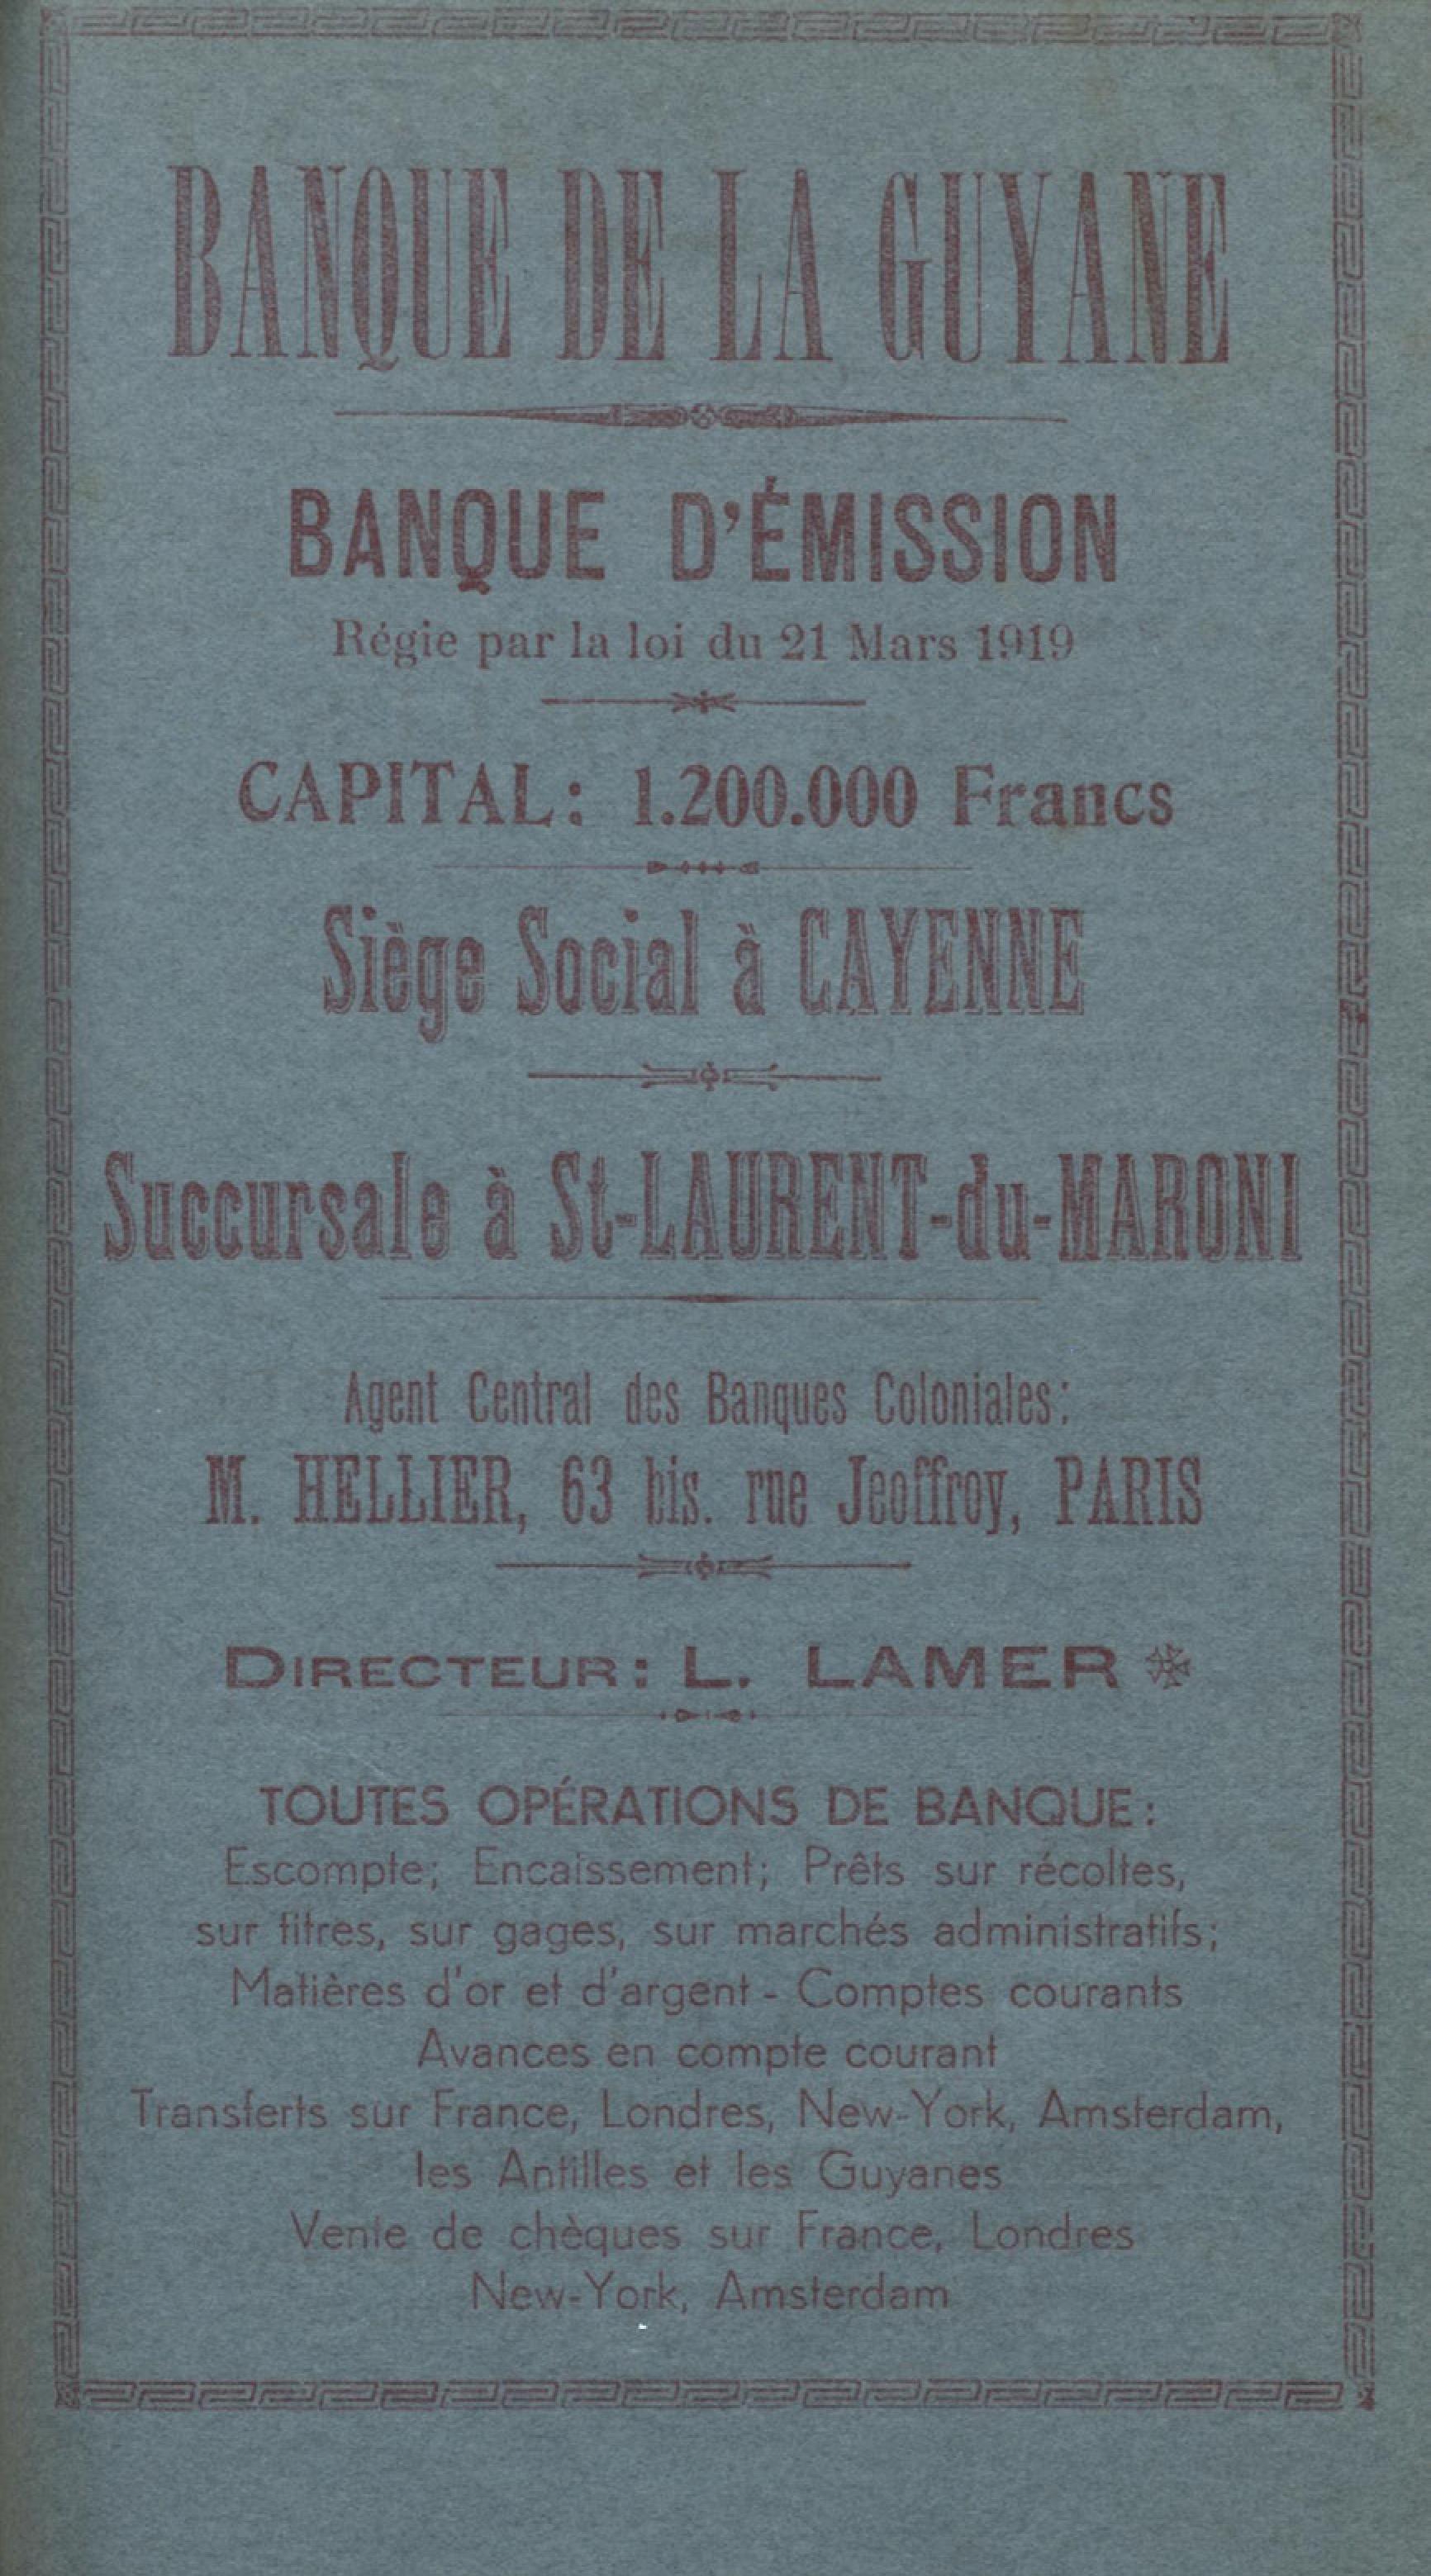 BANQUE DE LA GUYANE
BANQUE D'ÉMISSION
Régie par la loi du 21 Mars 1919
CAPITAL : 1.200.000 Francs
Siège Social à CAYENNE
Succursale à St-LAURENT-du-MARONI
Agent Central des Banques Coloniales :
M. HELLIER, 63 bis. rue Jeoffroy, PARIS
DIRECTEUR : L. LAMER
TOUTES OPÉRATIONS DE BANQUE :
Escompte; Encaissement; Prêts sur récoltes,
sur titres, sur gages, sur marchés administratifs;
Matières d'or et d'argent - Comptes courants
Avances en compte courant
Transferts sur France, Londres, New-York, Amsterdam,
les Antilles et les Guyanes
Vente de chèques sur France, Londres
New-York, Amsterdam